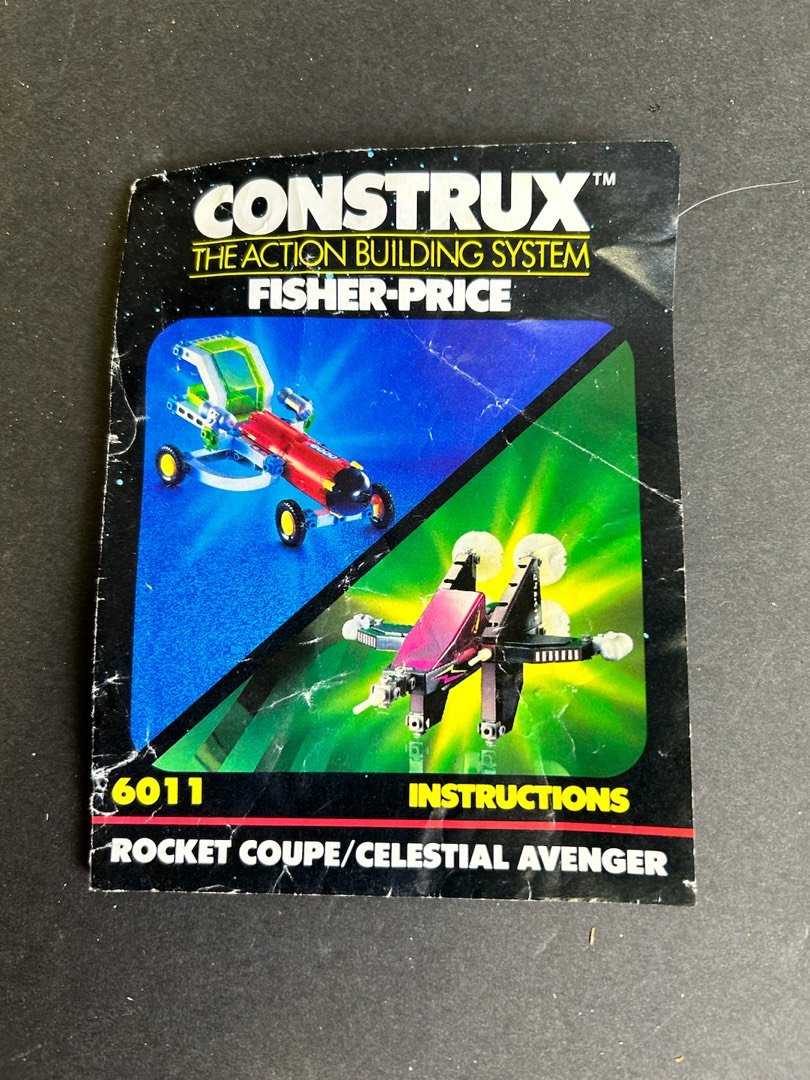 CONSTRUX™
THE ACTION BUILDING SYSTEM
FISHER-PRICE
6011
INSTRUCTIONS
ROCKET COUPE/CELESTIAL AVENGER